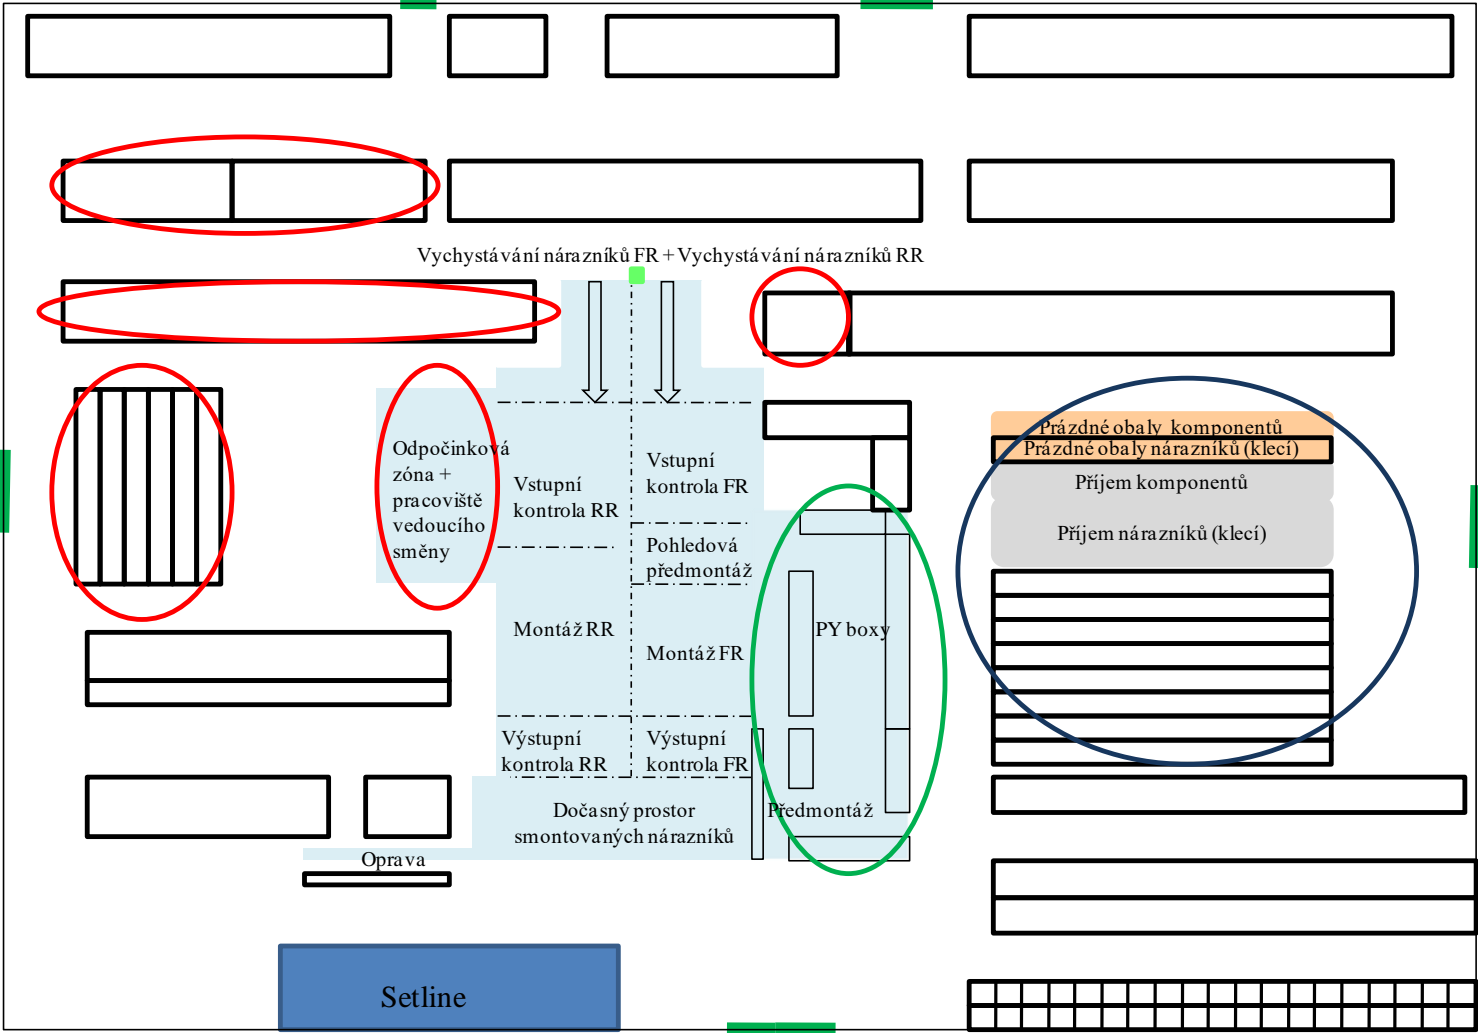 Vychystávání nárazníků FR + Vychystávání nárazníků RR
Odpočinková
zóna +
pracoviště
vedoucího
směny
Vstupní
kontrola RR
Vstupní
kontrola FR
Pohledová
předmontáž
Montáž RR
Montáž FR
PY boxy
Výstupní
kontrola RR
Výstupní
kontrola FR
Dočasný prostor
smontovaných nárazníků
Předmontáž
Oprava
Setline
Prázdné obaly komponentů
Prázdné obaly nárazníků (klecí)
Příjem komponentů
Příjem nárazníků (klecí)